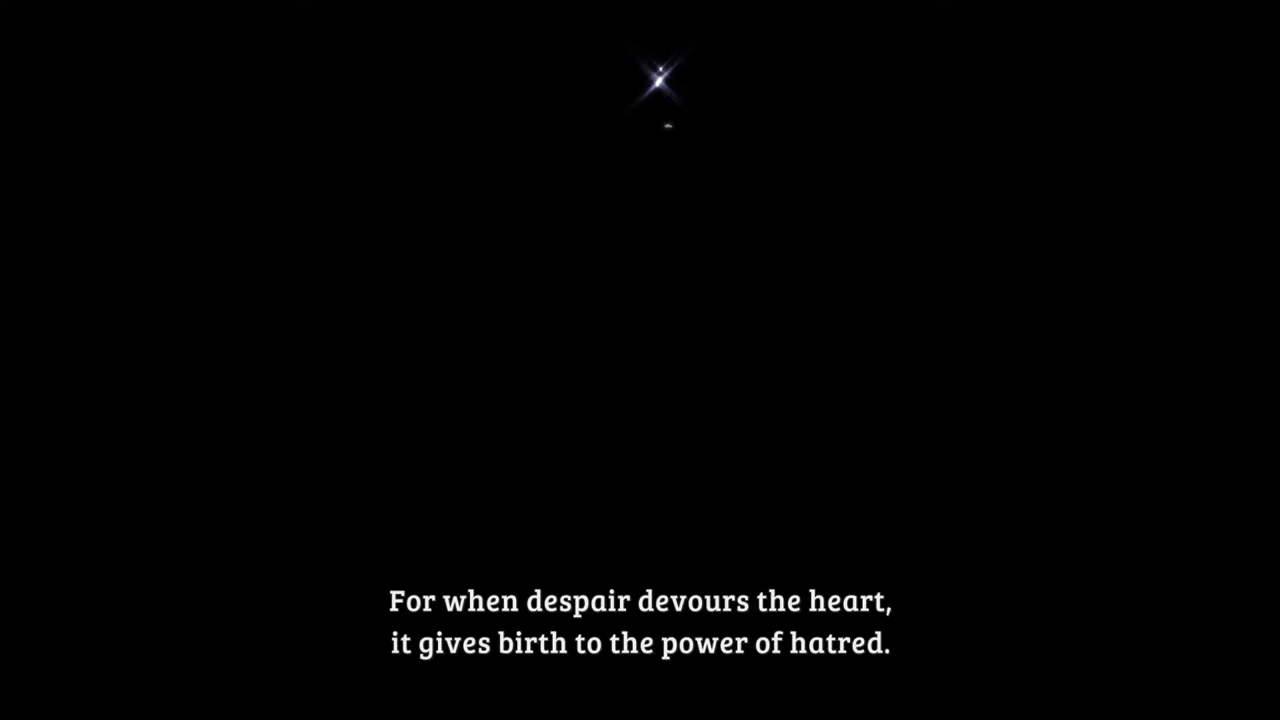 For when despair devours the heart,
it gives birth to the power of hatred.